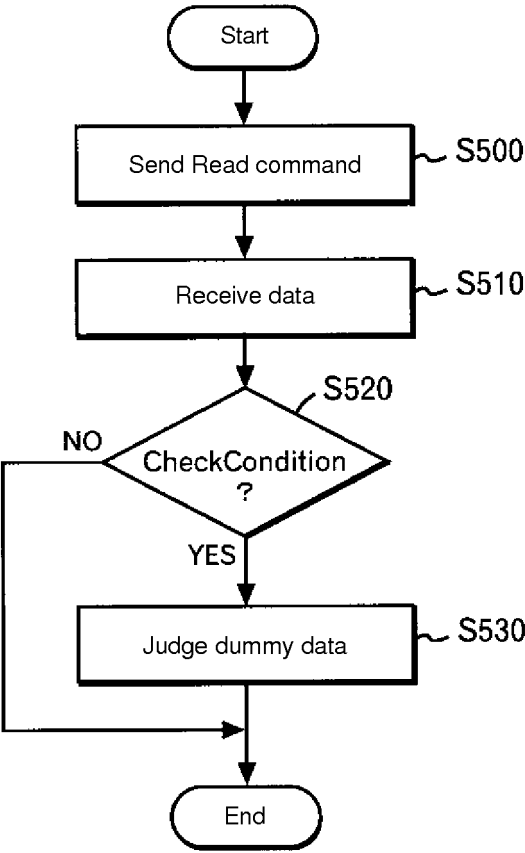 Start
Send Read command
S500
Receive data
S510
S520
CheckCondition
?
NO
YES
Judge dummy data
S530
End